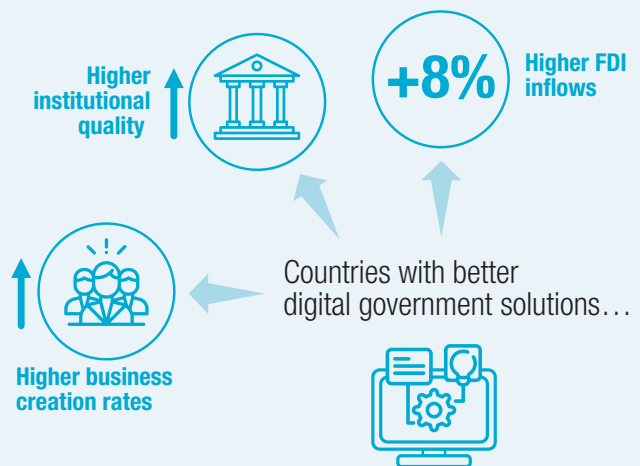 Higher
institutional
quality
+8%
Higher FDI
inflows
Countries with better
digital government solutions...
Higher business
creation rates